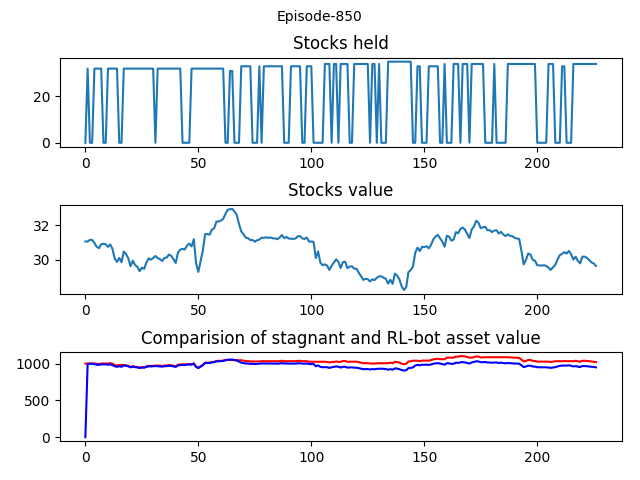 Episode-850
Stocks held
20
0
0 50 100 150 200
Stocks value
32
30
0 50 100 150 200
Comparision of stagnant and RL-bot asset value
1000
500
0
0 50 100 150 200